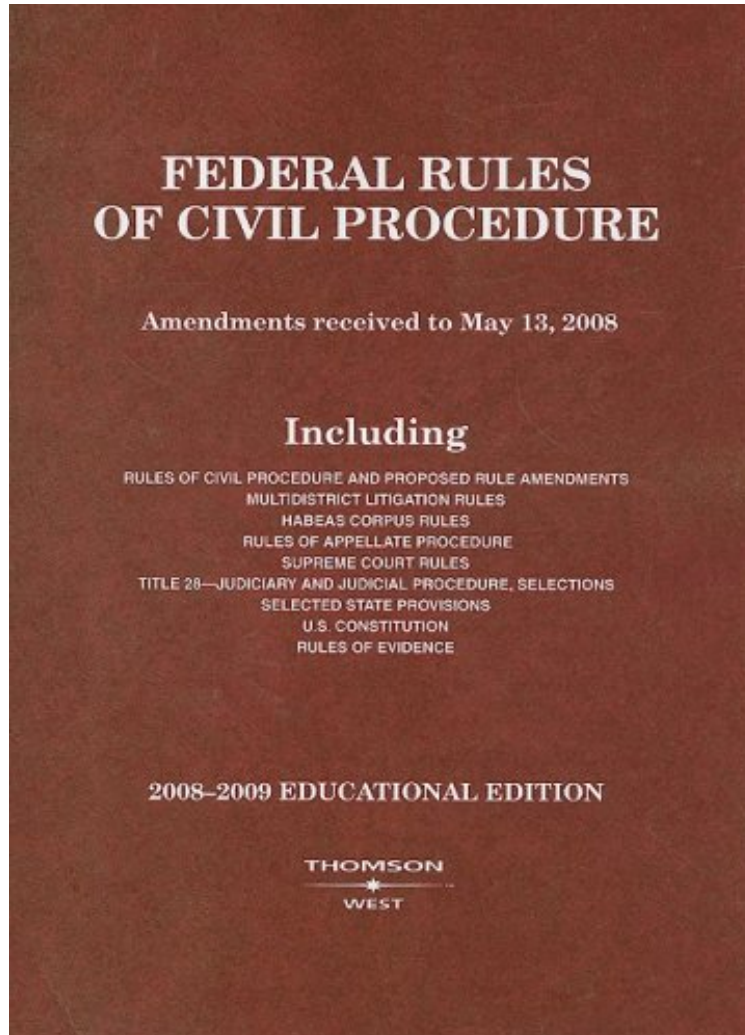 FEDERAL RULES
OF CIVIL PROCEDURE
Amendments received to May 13, 2008
Including
RULES OF CIVIL PROCEDURE AND PROPOSED RULE AMENDMENTS
MULTIDISTRICT LITIGATION RULES
HABEAS CORPUS RULES
RULES OF APPELLATE PROCEDURE
SUPREME COURT RULES
TITLE 28—JUDICIARY AND JUDICIAL PROCEDURE, SELECTIONS
SELECTED STATE PROVISIONS
U.S. CONSTITUTION
RULES OF EVIDENCE
2008–2009 EDUCATIONAL EDITION
THOMSON
WEST